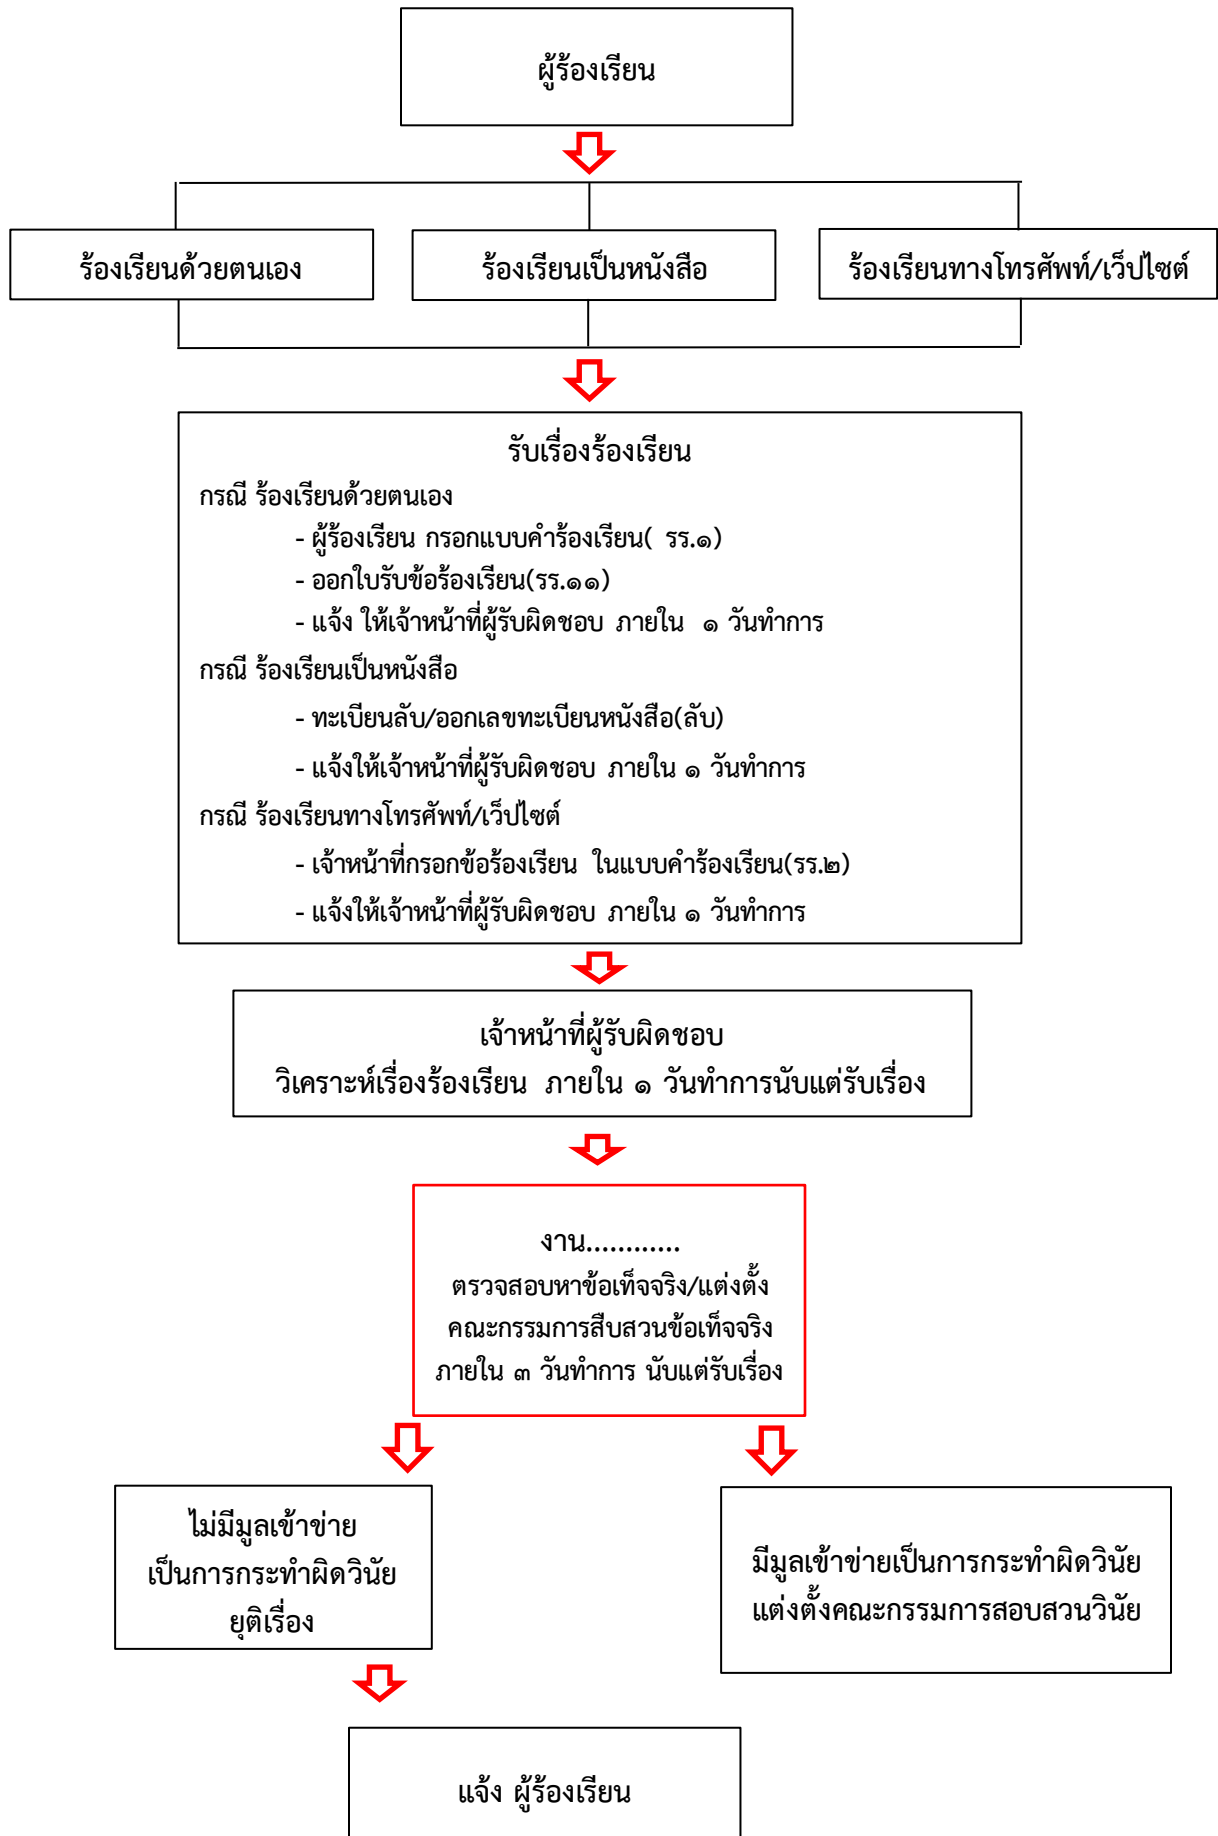 ผู้ร้องเรียน
ร้องเรียนด้วยตนเอง
ร้องเรียนเป็นหนังสือ
ร้องเรียนทางโทรศัพท์/เว็ปไซต์
รับเรื่องร้องเรียน
กรณี ร้องเรียนด้วยตนเอง
- ผู้ร้องเรียน กรอกแบบคำร้องเรียน( รร.๑)
- ออกใบรับข้อร้องเรียน(รร.๑๑)
- แจ้ง ให้เจ้าหน้าที่ผู้รับผิดชอบ ภายใน ๑ วันทำการ
กรณี ร้องเรียนเป็นหนังสือ
- ทะเบียนลับ/ออกเลขทะเบียนหนังสือ(ลับ)
- แจ้งให้เจ้าหน้าที่ผู้รับผิดชอบ ภายใน ๑ วันทำการ
กรณี ร้องเรียนทางโทรศัพท์/เว็ปไซต์
- เจ้าหน้าที่กรอกข้อร้องเรียน ในแบบคำร้องเรียน(รร.๒)
- แจ้งให้เจ้าหน้าที่ผู้รับผิดชอบ ภายใน ๑ วันทำการ
เจ้าหน้าที่ผู้รับผิดชอบ
วิเคราะห์เรื่องร้องเรียน ภายใน ๑ วันทำการนับแต่รับเรื่อง
งาน............
ตรวจสอบหาข้อเท็จจริง/แต่งตั้ง
คณะกรรมการสืบสวนข้อเท็จจริง
ภายใน ๓ วันทำการ นับแต่รับเรื่อง
ไม่มีมูลเข้าข่าย
เป็นการกระทำผิดวินัย
ยุติเรื่อง
มีมูลเข้าข่ายเป็นการกระทำผิดวินัย
แต่งตั้งคณะกรรมการสอบสวนวินัย
แจ้ง ผู้ร้องเรียน